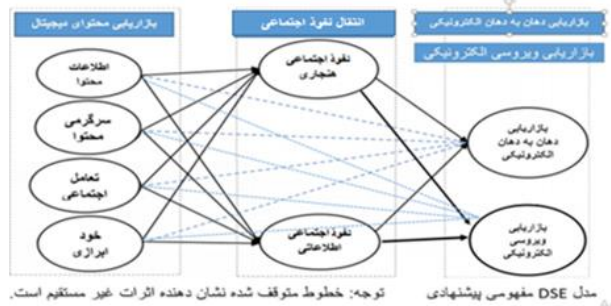 بازاریابی محتوای دیجیتال
انتقال نفوذ اجتماعی
بازاریابی دهان به دهان الکترونیکی
بازاریابی ویروسی الکترونیکی
اطلاعات
محتوا
سرگرمی
محتوا
تعامل
اجتماعی
خود
ابرازی
نفوذ اجتماعی
هنجاری
نفوذ اجتماعی
اطلاعاتی
بازاریابی
دهان به دهان
الکترونیکی
بازاریابی
ویروسی
الکترونیکی
مدل DSE مفهومی پیشنهادی
توجه: خطوط متوقف شده نشان دهنده اثرات غیر مستقیم است.